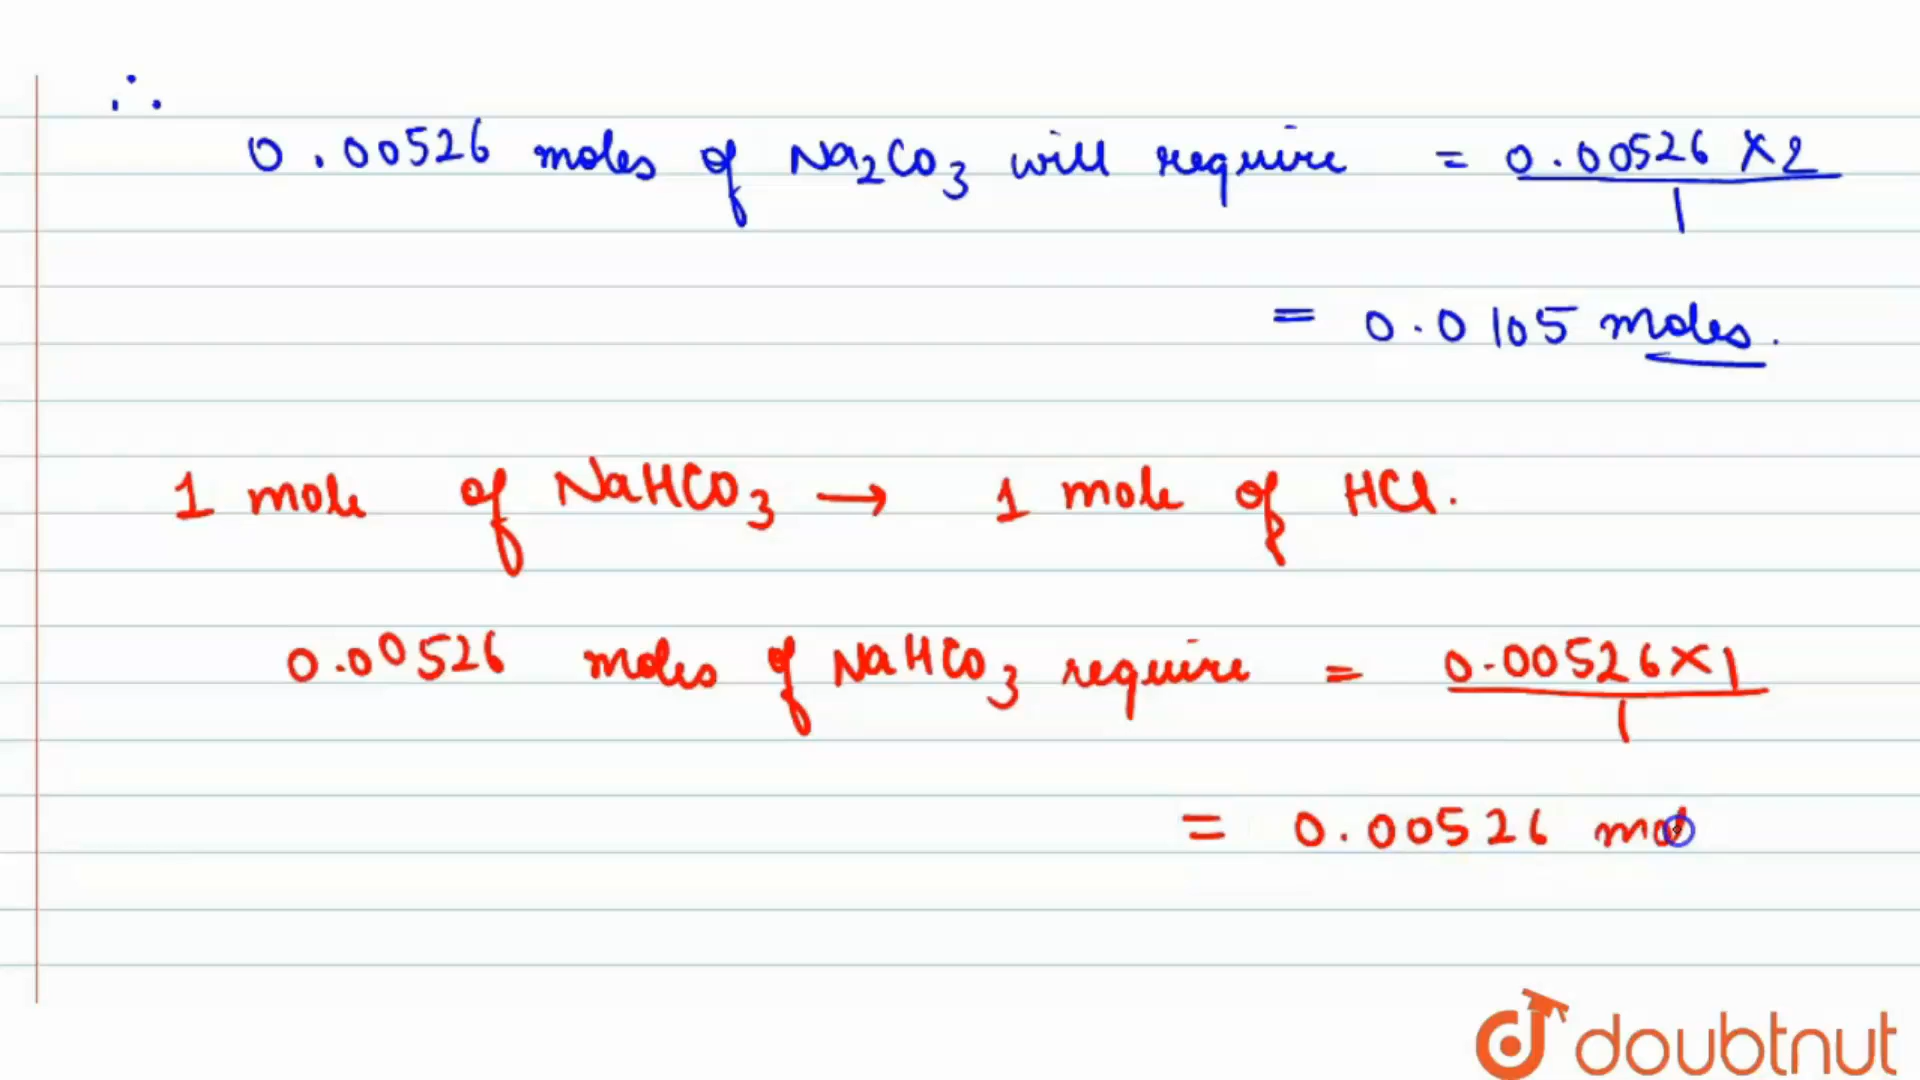 ∴
0.00526 moles of Na2CO3 will require = 0.00526 × 2 / 1
= 0.0105 moles.
1 mole of NaHCO3 → 1 mole of HCl.
0.00526 moles of NaHCO3 require = 0.00526 × 1 / 1
= 0.00526 mol
doubtnut